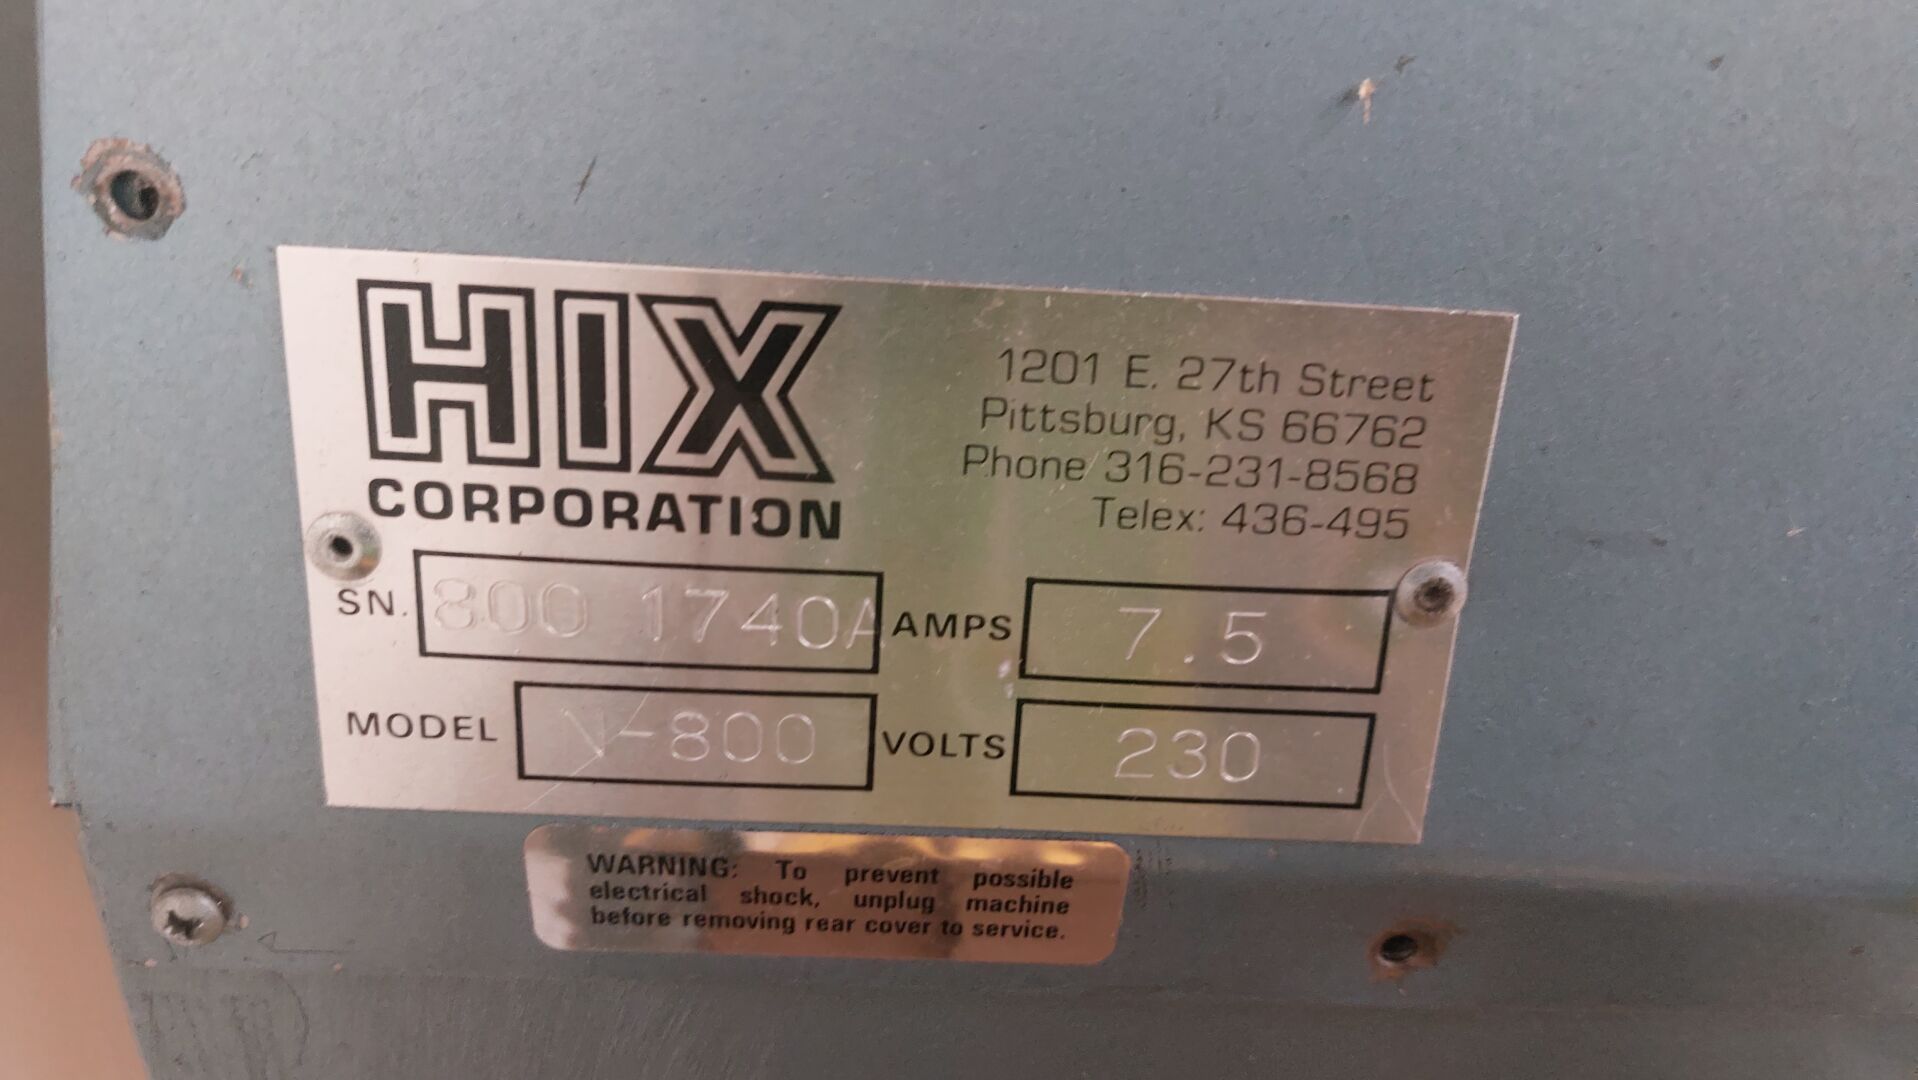 HIX
CORPORATION
1201 E. 27th Street
Pittsburg, KS 66762
Phone 316-231-8568
Telex: 436-495
SN. 800 1740A
AMPS 7.5
MODEL N-800
VOLTS 230
WARNING: To prevent possible
electrical shock, unplug machine
before removing rear cover to service.